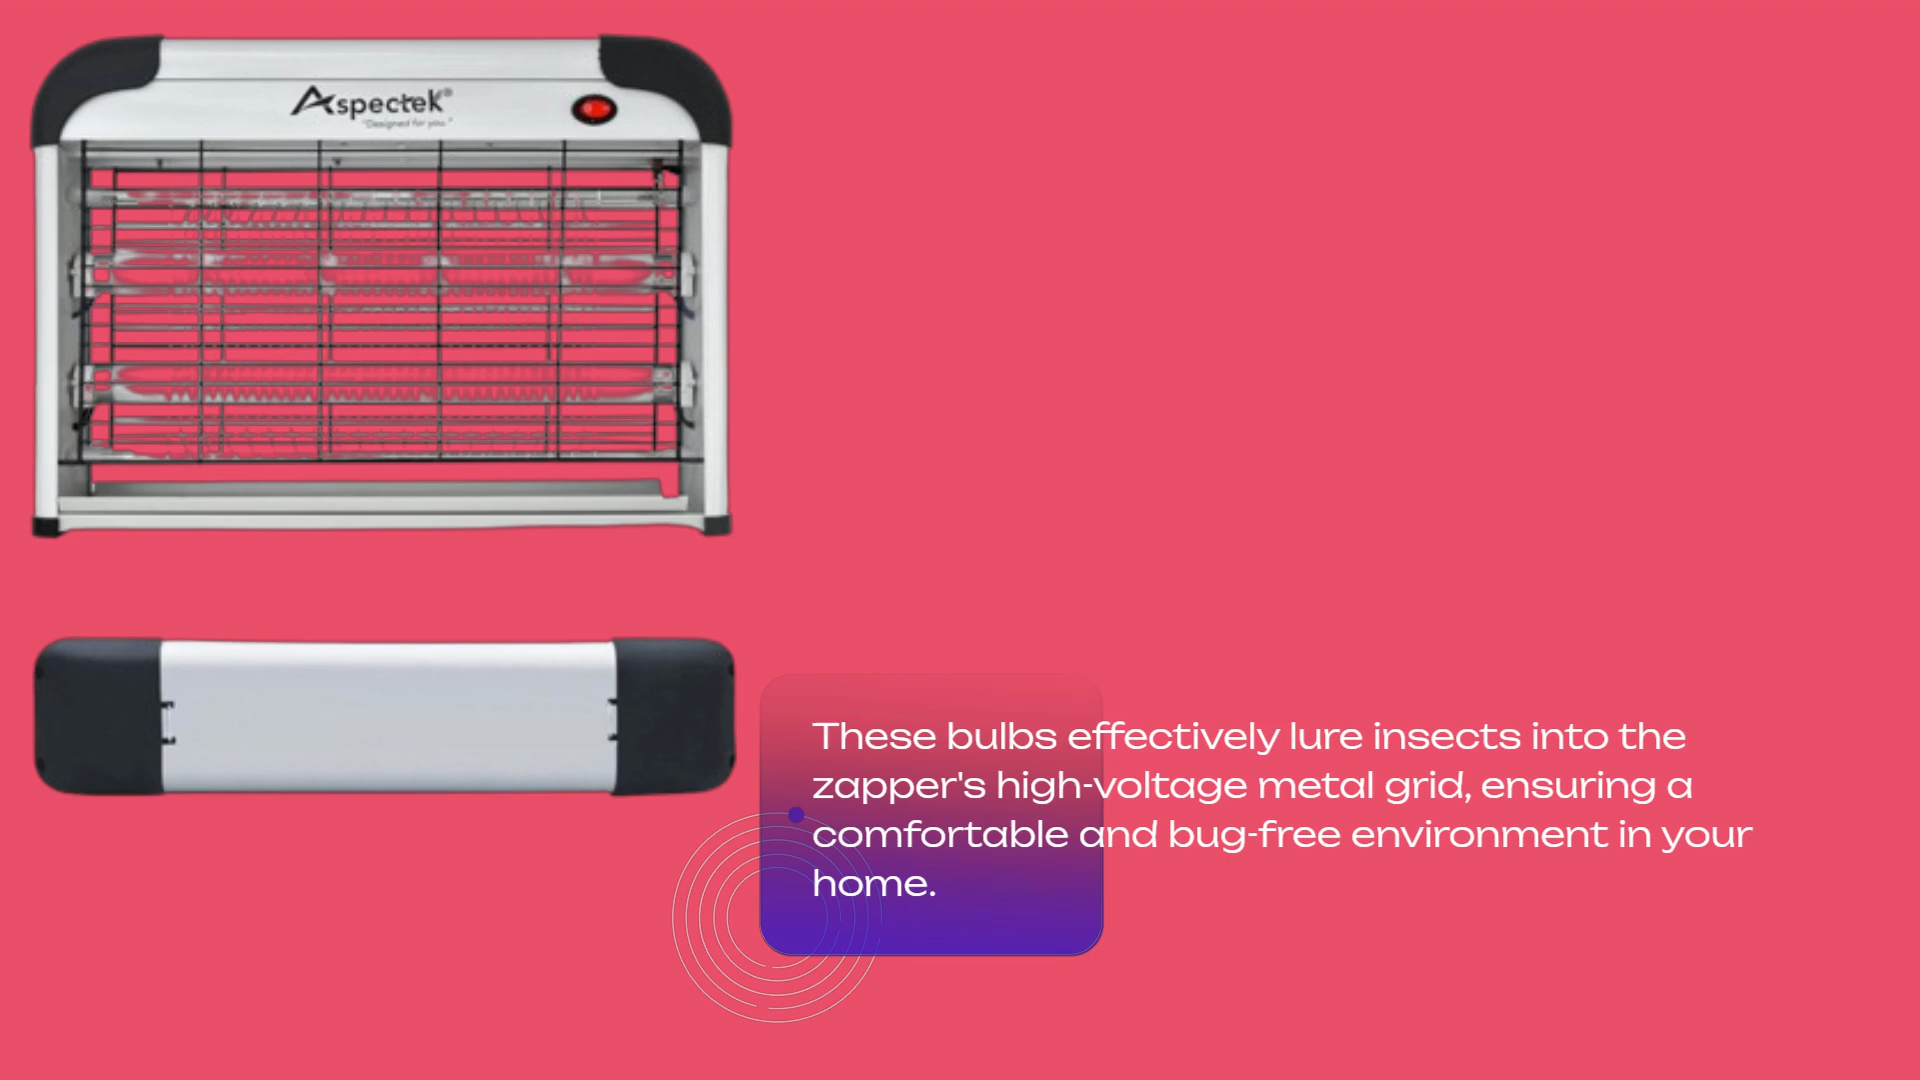 Aspectek®
"Designed for you."
These bulbs effectively lure insects into the
zapper's high-voltage metal grid, ensuring a
comfortable and bug-free environment in your
home.